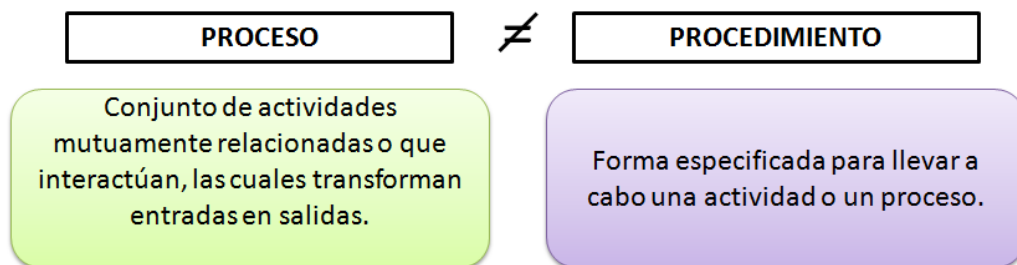 PROCESO ≠ PROCEDIMIENTO
Conjunto de actividades
mutuamente relacionadas o que
interactúan, las cuales transforman
entradas en salidas.
Forma especificada para llevar a
cabo una actividad o un proceso.